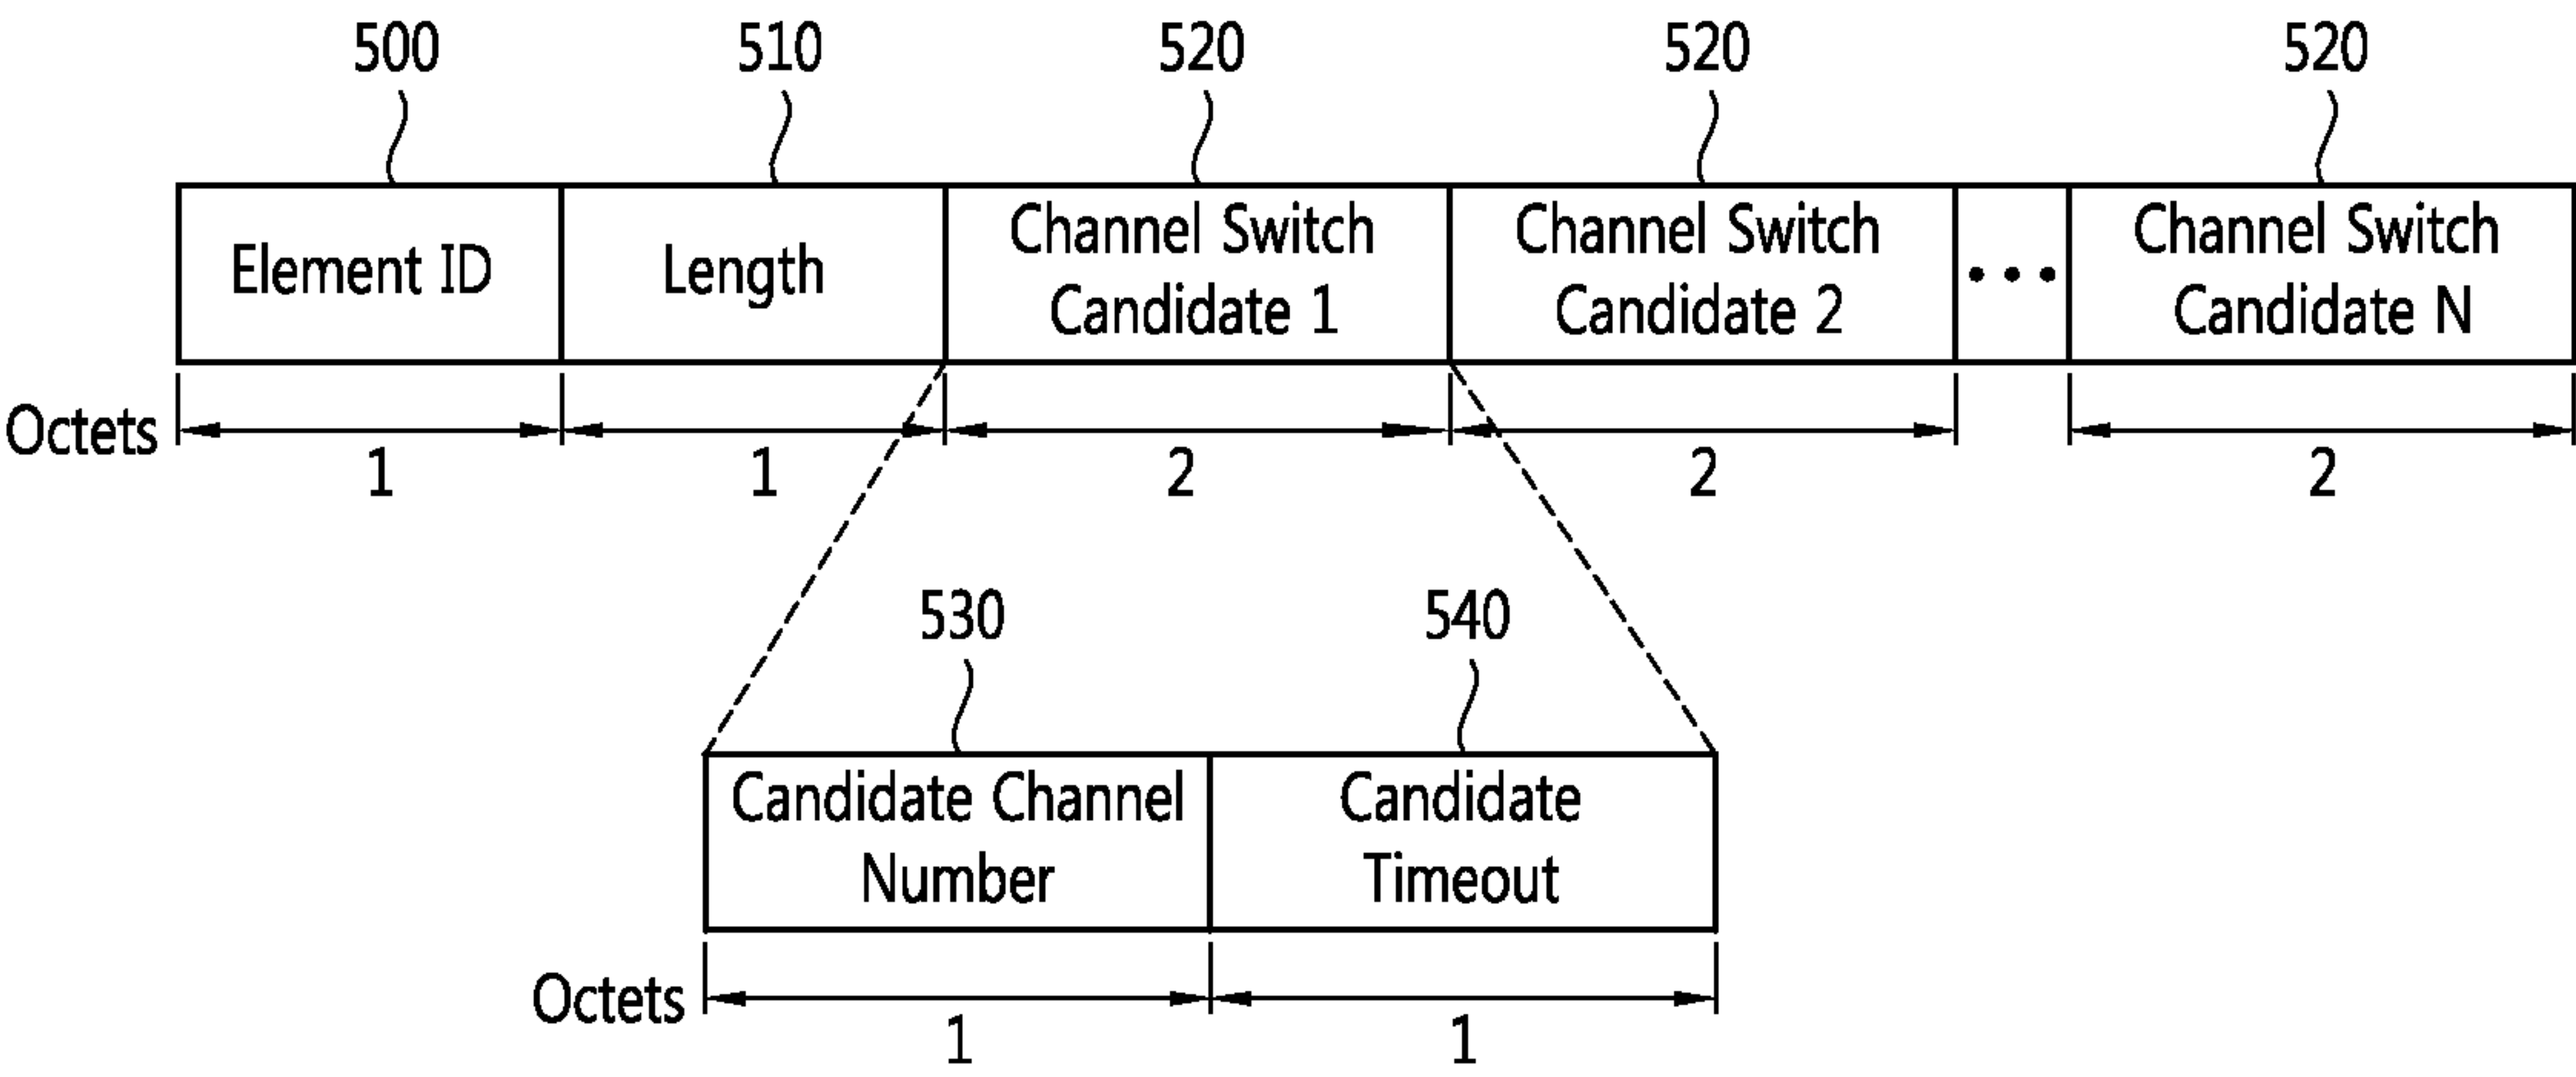 500 510 520 520 520
Element ID Length Channel Switch Candidate 1 Channel Switch Candidate 2 ••• Channel Switch Candidate N
Octets 1 1 2 2 2
530 540
Candidate Channel Number Candidate Timeout
Octets 1 1